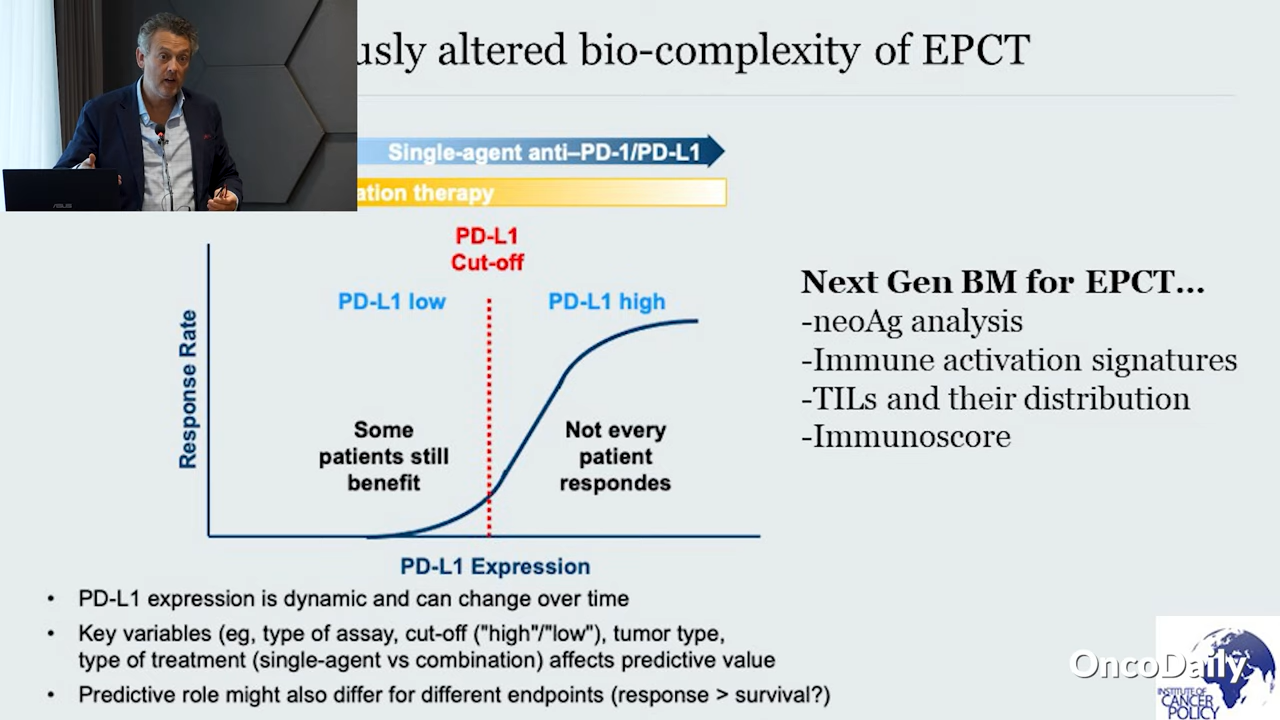 usly altered bio-complexity of EPCT
Single-agent anti–PD-1/PD-L1
ation therapy
PD-L1
Cut-off
PD-L1 low
PD-L1 high
Response Rate
Some
patients still
benefit
Not every
patient
respondes
PD-L1 Expression
Next Gen BM for EPCT...
-neoAg analysis
-Immune activation signatures
-TILs and their distribution
-Immunoscore
• PD-L1 expression is dynamic and can change over time
• Key variables (eg, type of assay, cut-off ("high"/"low"), tumor type,
type of treatment (single-agent vs combination) affects predictive value
• Predictive role might also differ for different endpoints (response > survival?)
OncoDaily
INSTITUTE OF
CANCER
POLICY
ASUS